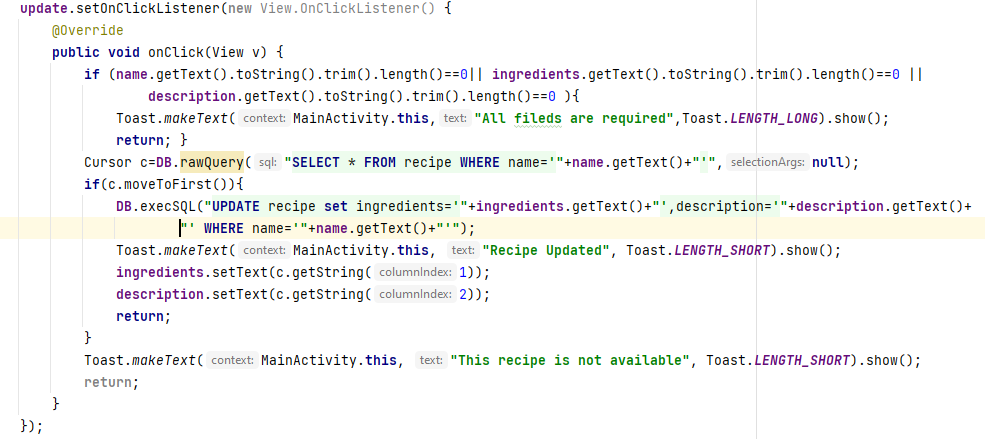 update.setOnClickListener(new View.OnClickListener() {
@Override
public void onClick(View v) {
if (name.getText().toString().trim().length()==0|| ingredients.getText().toString().trim().length()==0 ||
description.getText().toString().trim().length()==0 ){
Toast.makeText( context: MainActivity.this, text: "All fileds are required",Toast.LENGTH_LONG).show();
return; }
Cursor c=DB.rawQuery( sql: "SELECT * FROM recipe WHERE name='"+name.getText()+"'", selectionArgs: null);
if(c.moveToFirst()){
DB.execSQL("UPDATE recipe set ingredients='"+ingredients.getText()+"',description='"+description.getText()+
"' WHERE name='"+name.getText()+"'");
Toast.makeText( context: MainActivity.this, text: "Recipe Updated", Toast.LENGTH_SHORT).show();
ingredients.setText(c.getString( columnIndex: 1));
description.setText(c.getString( columnIndex: 2));
return;
}
Toast.makeText( context: MainActivity.this, text: "This recipe is not available", Toast.LENGTH_SHORT).show();
return;
}
});